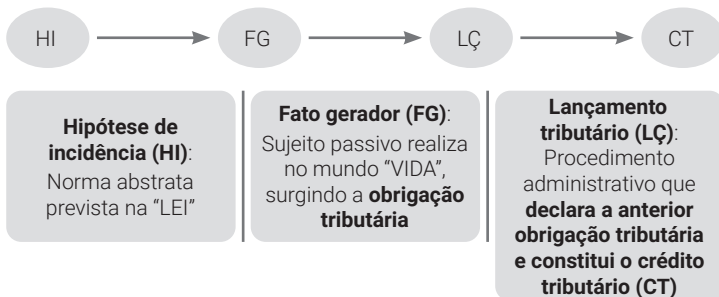 HI
FG
LÇ
CT
Hipótese de
incidência (HI):
Norma abstrata
prevista na “LEI”
Fato gerador (FG):
Sujeito passivo realiza
no mundo “VIDA”,
surgindo a obrigação
tributária
Lançamento
tributário (LÇ):
Procedimento
administrativo que
declara a anterior
obrigação tributária
e constitui o crédito
tributário (CT)